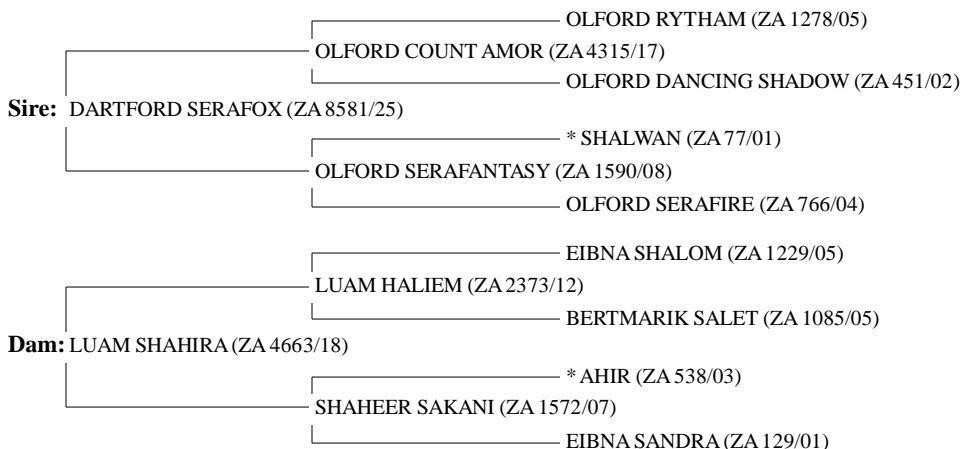 OLFORD RYTHAM (ZA 1278/05)
OLFORD COUNT AMOR (ZA 4315/17)
OLFORD DANCING SHADOW (ZA 451/02)
Sire: DARTFORD SERAFOX (ZA 8581/25)
* SHALWAN (ZA 77/01)
OLFORD SERAFANTASY (ZA 1590/08)
OLFORD SERAFIRE (ZA 766/04)
EIBNA SHALOM (ZA 1229/05)
LUAM HALIEM (ZA 2373/12)
BERTMARIK SALET (ZA 1085/05)
Dam: LUAM SHAHIRA (ZA 4663/18)
* AHIR (ZA 538/03)
SHAHEER SAKANI (ZA 1572/07)
EIBNA SANDRA (ZA 129/01)